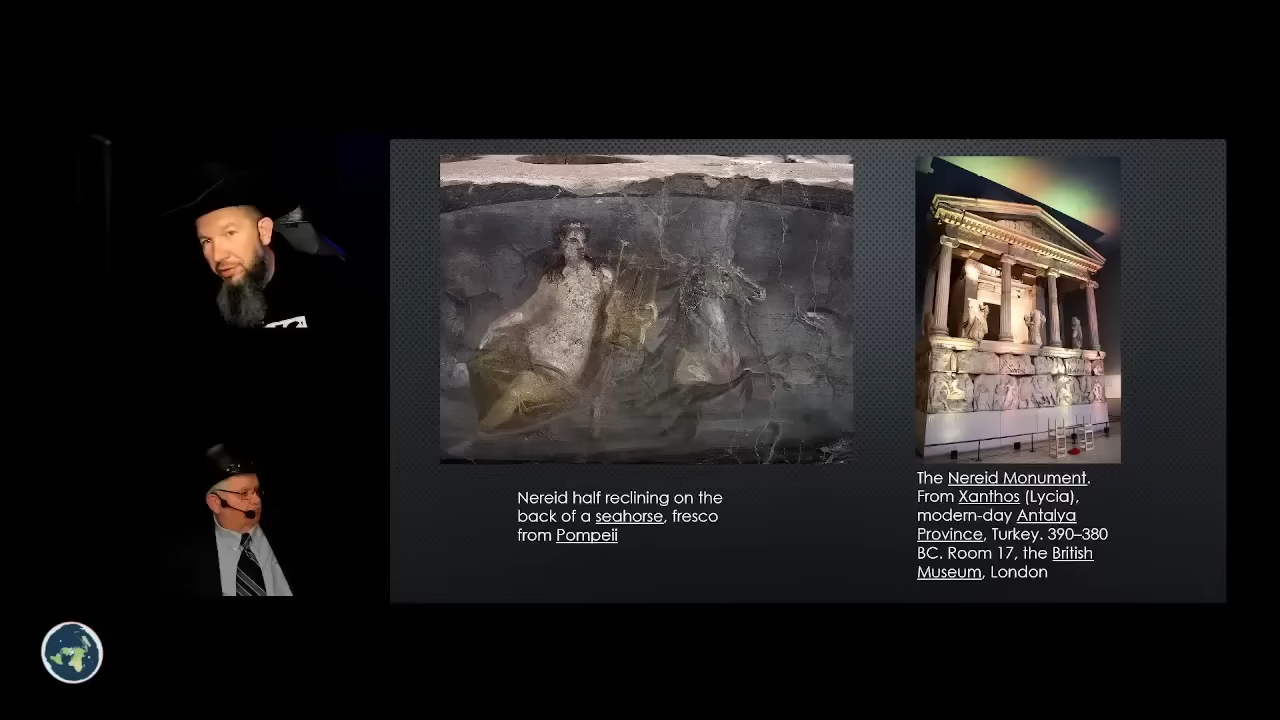 Nereid half reclining on the
back of a seahorse, fresco
from Pompeii
The Nereid Monument.
From Xanthos (Lycia),
modern-day Antalya
Province, Turkey. 390–380
BC. Room 17, the British
Museum, London